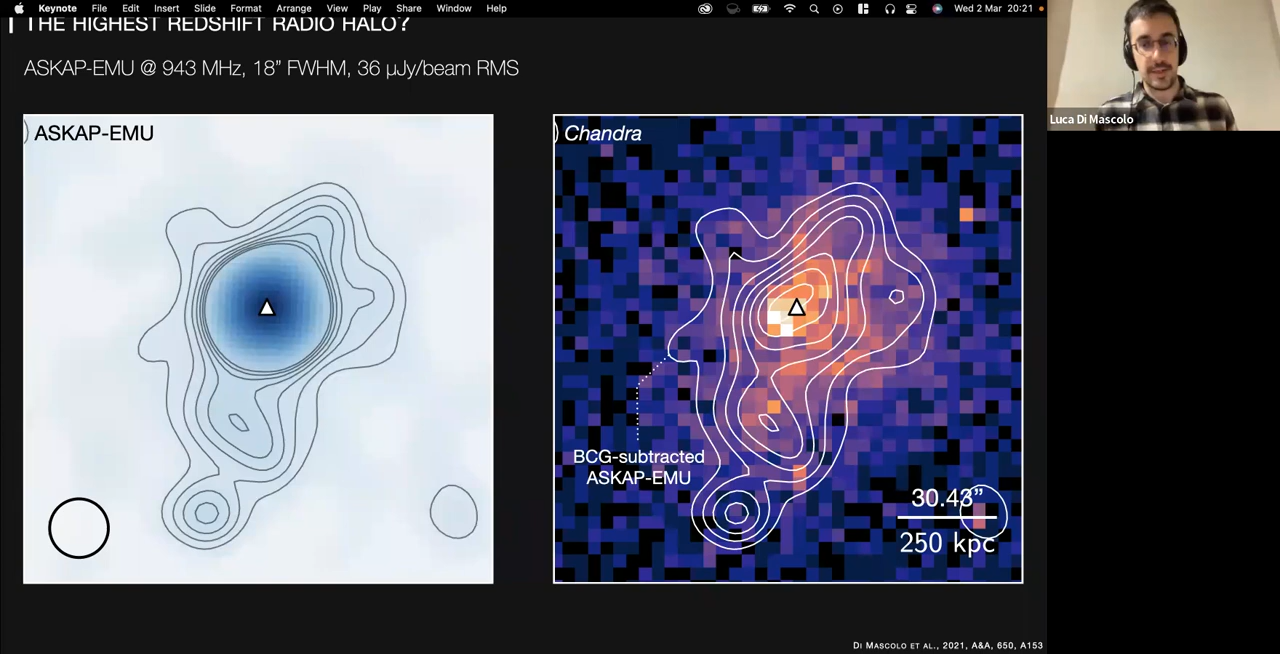 Keynote File Edit Insert Slide Format Arrange View Play Share Window Help Wed 2 Mar 20:21
THE HIGHEST REDSHIFT RADIO HALO?
ASKAP-EMU @ 943 MHz, 18” FWHM, 36 µJy/beam RMS
ASKAP-EMU
Chandra
BCG-subtracted
ASKAP-EMU
30.43”
250 kpc
DI MASCOLO ET AL., 2021, A&A, 650, A153
Luca Di Mascolo